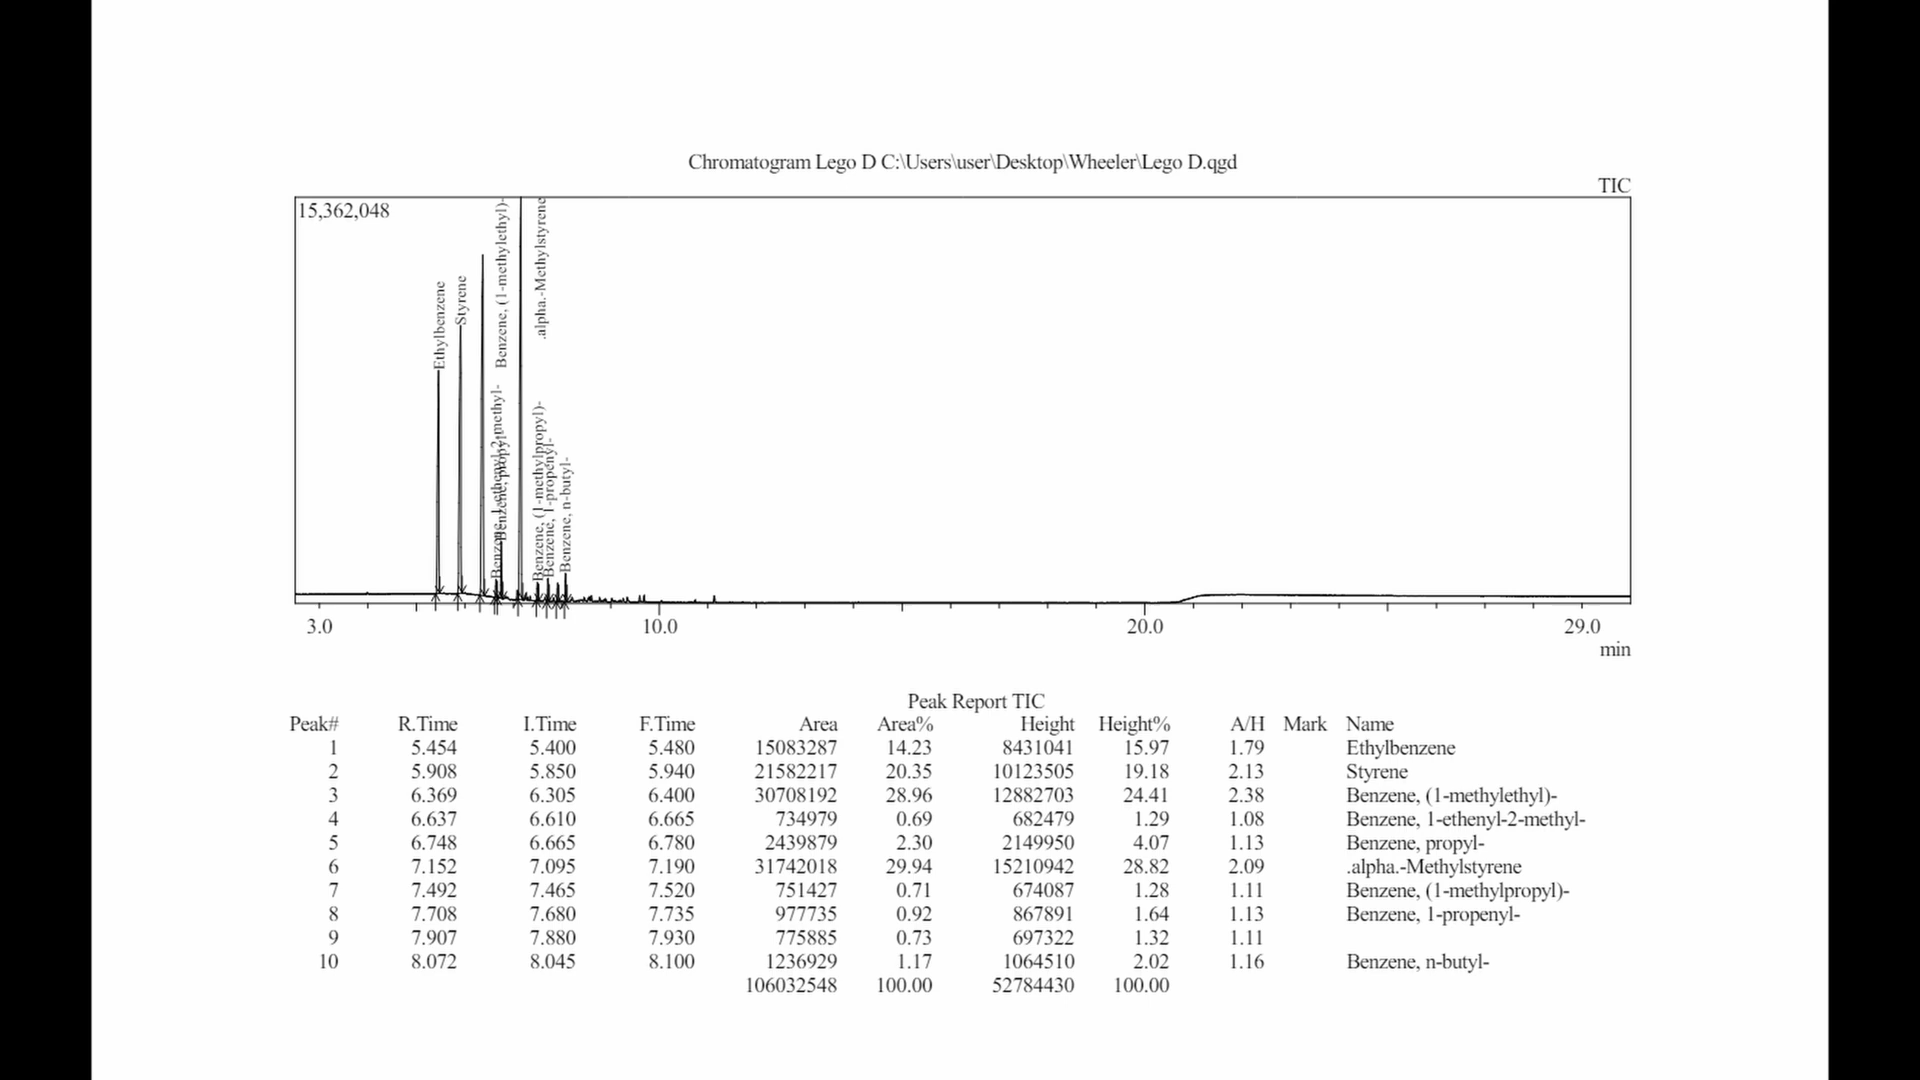 Chromatogram Lego D C:\Users\user\Desktop\Wheeler\Lego D.qgd
TIC
15,362,048
Ethylbenzene
Styrene
Benzene, (1-methylethyl)-
Benzene, 1-ethenyl-2-methyl-
Benzene, propyl-
.alpha.-Methylstyrene
Benzene, (1-methylpropyl)-
Benzene, 1-propenyl-
Benzene, n-butyl-
3.0 10.0 20.0 29.0
min
Peak Report TIC
Peak# R.Time I.Time F.Time Area Area% Height Height% A/H Mark Name
1 5.454 5.400 5.480 15083287 14.23 8431041 15.97 1.79 Ethylbenzene
2 5.908 5.850 5.940 21582217 20.35 10123505 19.18 2.13 Styrene
3 6.369 6.305 6.400 30708192 28.96 12882703 24.41 2.38 Benzene, (1-methylethyl)-
4 6.637 6.610 6.665 734979 0.69 682479 1.29 1.08 Benzene, 1-ethenyl-2-methyl-
5 6.748 6.665 6.780 2439879 2.30 2149950 4.07 1.13 Benzene, propyl-
6 7.152 7.095 7.190 31742018 29.94 15210942 28.82 2.09 .alpha.-Methylstyrene
7 7.492 7.465 7.520 751427 0.71 674087 1.28 1.11 Benzene, (1-methylpropyl)-
8 7.708 7.680 7.735 977735 0.92 867891 1.64 1.13 Benzene, 1-propenyl-
9 7.907 7.880 7.930 775885 0.73 697322 1.32 1.11
10 8.072 8.045 8.100 1236929 1.17 1064510 2.02 1.16 Benzene, n-butyl-
106032548 100.00 52784430 100.00